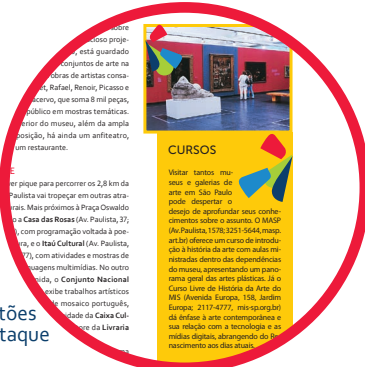 sobre
cioso proje-
está guardado
conjuntos de arte na
obras de artistas consa-
Rafael, Renoir, Picasso e
acervo, que soma 8 mil peças,
público em mostras temáticas.
erior do museu, além da ampla
posição, há ainda um anfiteatro,
um restaurante.
E
er pique para percorrer os 2,8 km da
Paulista vai tropeçar em outras atra-
rais. Mais próximos à Praça Oswaldo
o a Casa das Rosas (Av. Paulista, 37;
), com programação voltada à poe-
ra, e o Itaú Cultural (Av. Paulista,
77), com atividades e mostras de
uagens multimídias. No outro
nida, o Conjunto Nacional
exibe trabalhos artísticos
e mosaico português,
idade da Caixa Cul-
re da Livraria
tões
taque
CURSOS
Visitar tantos mu-
seus e galerias de
arte em São Paulo
pode despertar o
desejo de aprofundar seus conhe-
cimentos sobre o assunto. O MASP
(Av. Paulista, 1578; 3251-5644, masp.
art.br) oferece um curso de introdu-
ção à história da arte com aulas mi-
nistradas dentro das dependências
do museu, apresentando um pano-
rama geral das artes plásticas. Já o
Curso Livre de História da Arte do
MIS (Avenida Europa, 158, Jardim
Europa; 2117-4777, mis-sp.org.br)
dá ênfase à arte contemporânea e
sua relação com a tecnologia e as
mídias digitais, abrangendo do Re-
nascimento aos dias atuais.